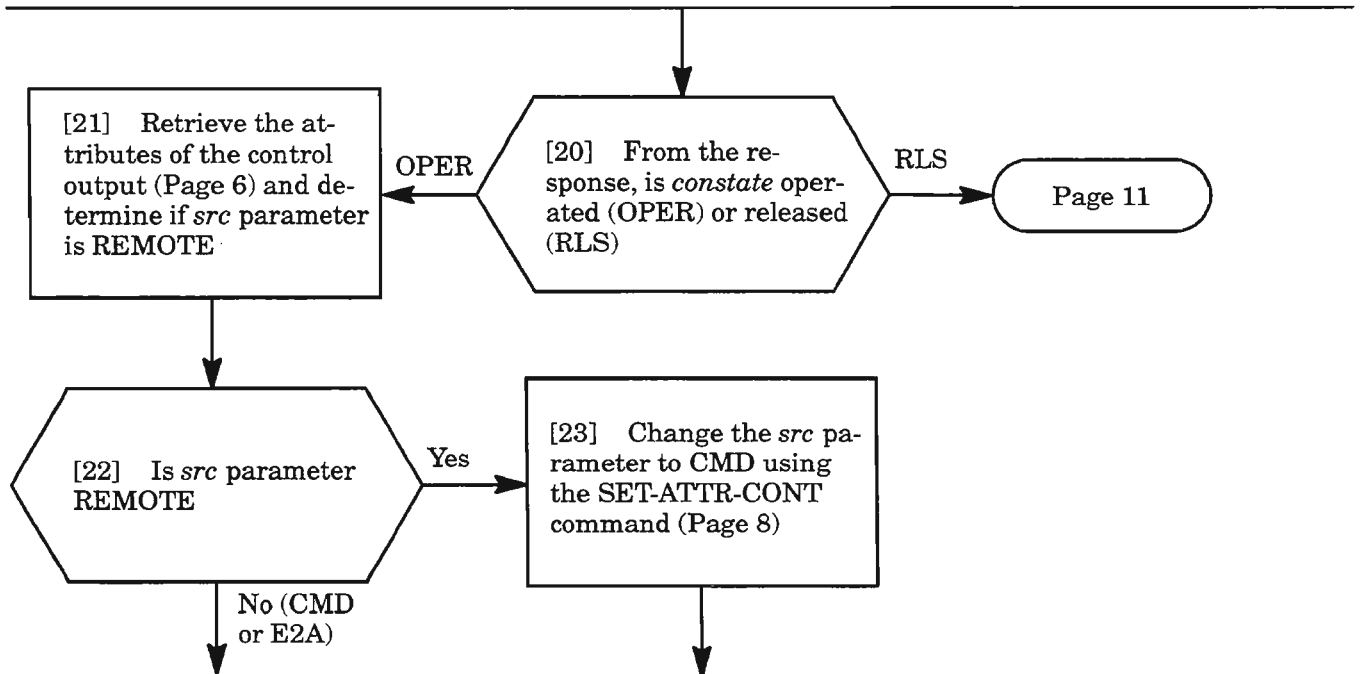 [21] Retrieve the at-
tributes of the control
output (Page 6) and de-
termine if src parameter
is REMOTE
OPER
[20] From the re-
sponse, is constate oper-
ated (OPER) or released
(RLS)
RLS
Page 11
[22] Is src parameter
REMOTE
Yes
[23] Change the src pa-
rameter to CMD using
the SET-ATTR-CONT
command (Page 8)
No (CMD
or E2A)